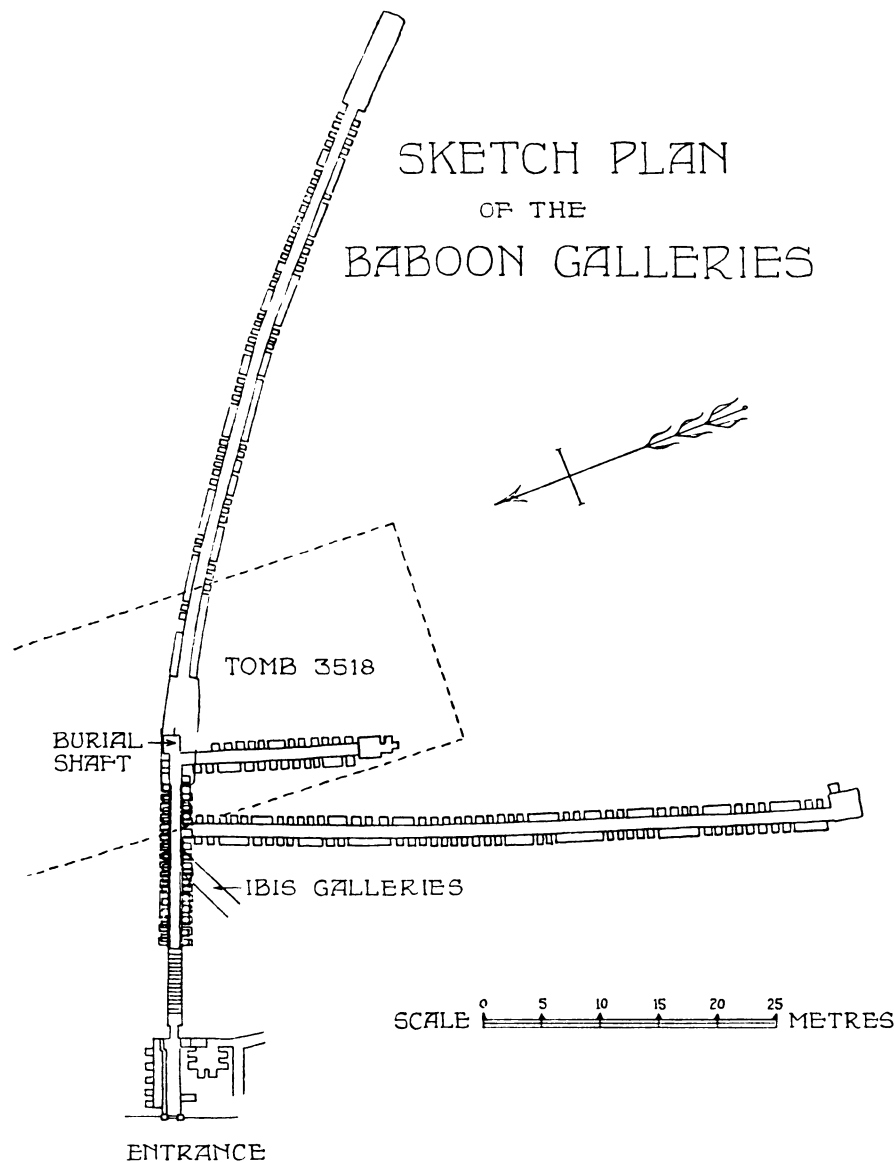 SKETCH PLAN
OF THE
BABOON GALLERIES
TOMB 3518
BURIAL
SHAFT
IBIS GALLERIES
SCALE 0 5 10 15 20 25 METRES
ENTRANCE